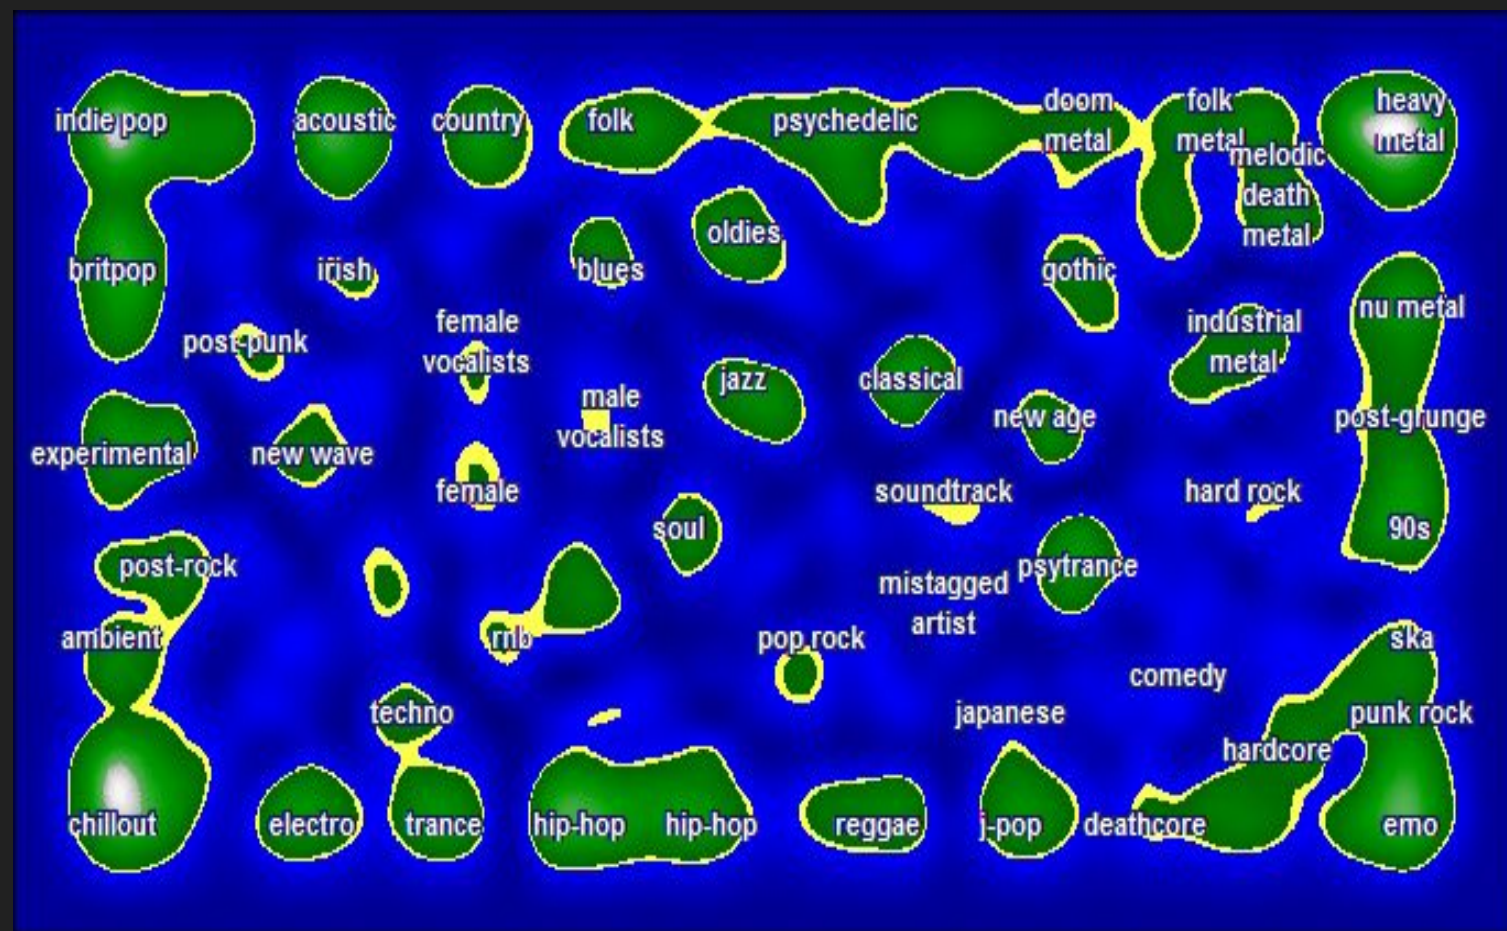 indie pop
acoustic
country
folk
psychedelic
doom
metal
folk
metal
melodic
death
metal
heavy
metal
britpop
irish
blues
oldies
gothic
nu metal
post-punk
female
vocalists
industrial
metal
male
vocalists
jazz
classical
new age
post-grunge
experimental
new wave
female
soundtrack
hard rock
soul
90s
post-rock
mistagged
artist
psytrance
ambient
rnb
pop rock
ska
comedy
techno
japanese
punk rock
hardcore
chillout
electro
trance
hip-hop
hip-hop
reggae
j-pop
deathcore
emo